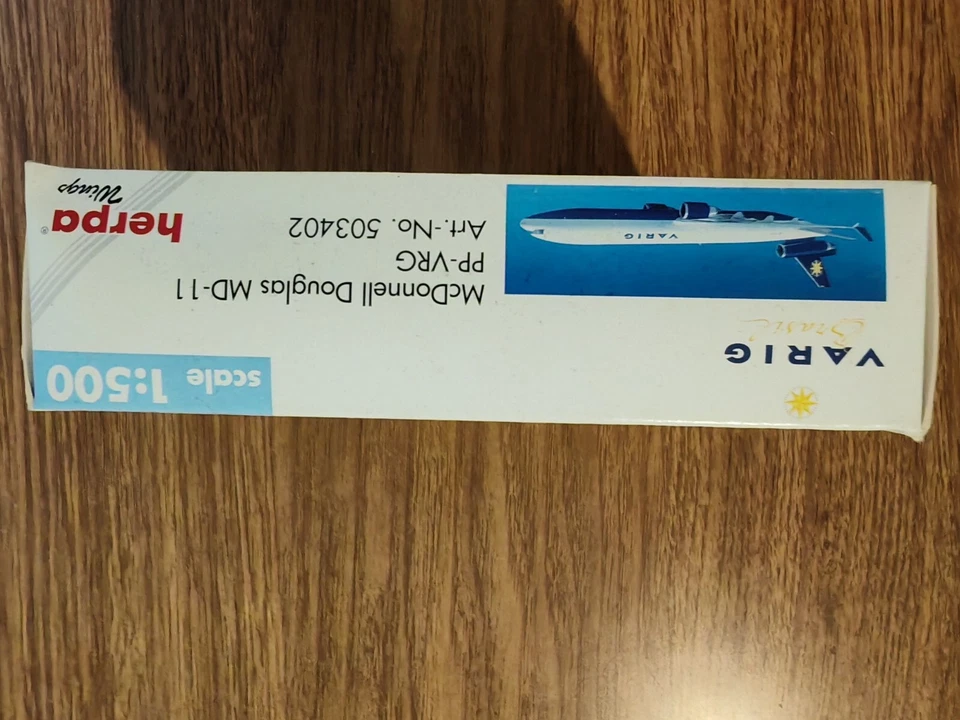 VARIG
Brasil
VARIG
scale 1:500
McDonnell Douglas MD-11
PP-VRG
Art.-No. 503402
herpa®
Wings